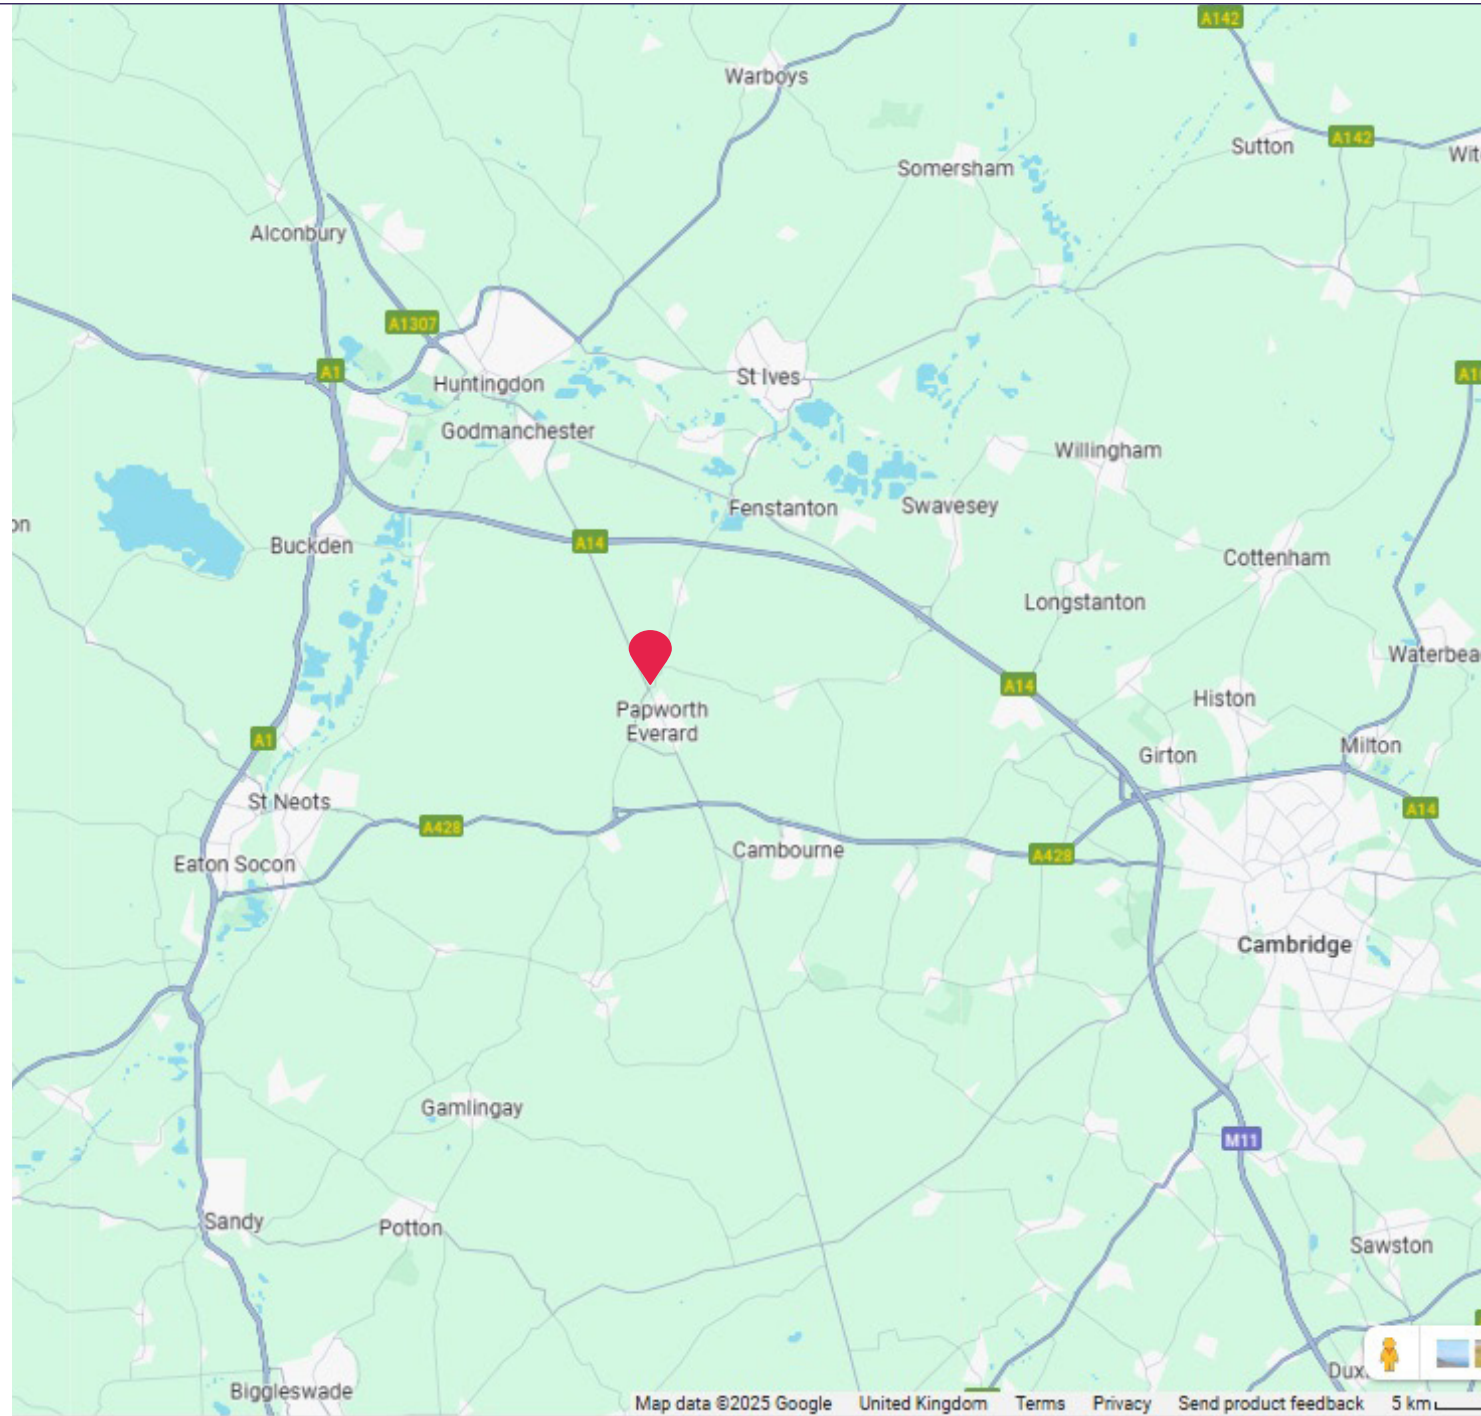 A142
Warboys
A142
Sutton
Somersham
Alconbury
A1307
A1
Huntingdon
St Ives
Godmanchester
Willingham
Fenstanton
Swavesey
A14
Buckden
Cottenham
Longstanton
A14
Histon
Papworth
Everard
A1
Girton
Milton
St Neots
A14
A428
Cambourne
A428
Eaton Socon
Cambridge
Gamlingay
M11
Sandy
Potton
Sawston
Biggleswade
Map data ©2025 Google United Kingdom Terms Privacy Send product feedback 5 km